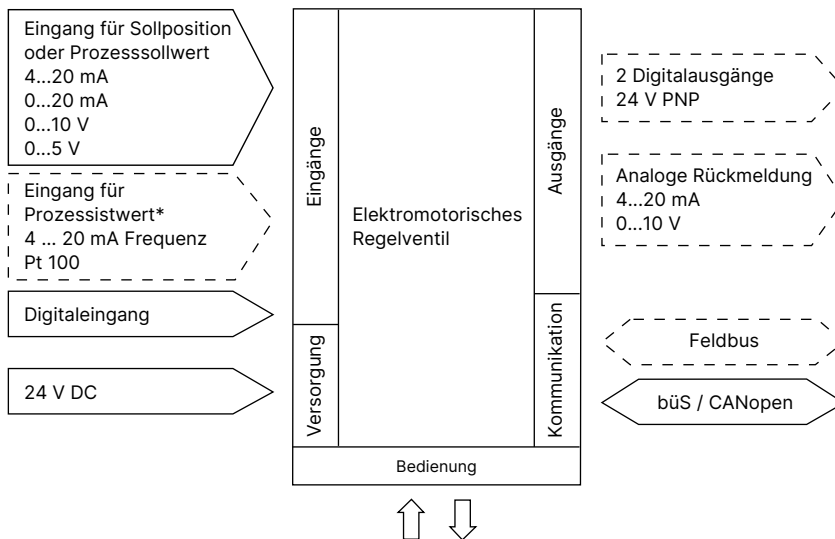 Eingang für Sollposition
oder Prozesssollwert
4...20 mA
0...20 mA
0...10 V
0...5 V
Eingang für
Prozessistwert*
4 ... 20 mA Frequenz
Pt 100
Digitaleingang
24 V DC
Eingänge
Versorgung
Elektromotorisches
Regelventil
Ausgänge
Kommunikation
Bedienung
2 Digitalausgänge
24 V PNP
Analoge Rückmeldung
4...20 mA
0...10 V
Feldbus
büS / CANopen